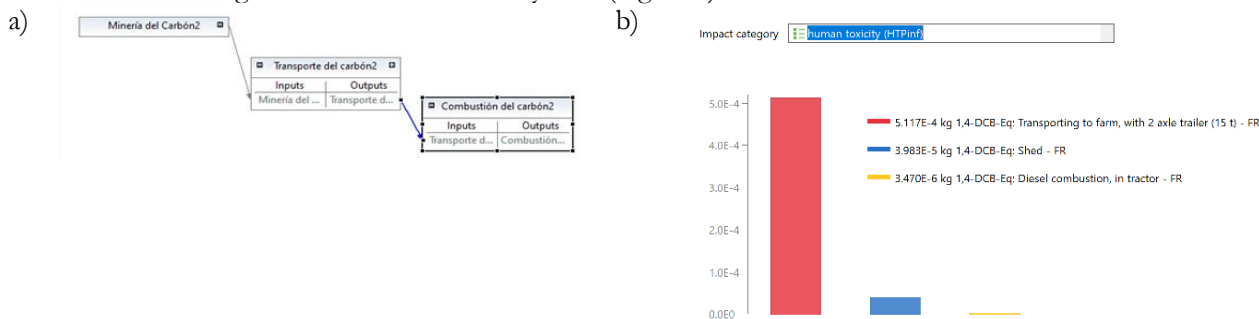 a)
Minería del Carbón2
Transporte del carbón2
Inputs Outputs
Minería del ... Transporte d...
Combustión del carbón2
Inputs Outputs
Transporte d... Combustión...
b)
Impact category human toxicity (HTPinf)
5.0E-4
4.0E-4
3.0E-4
2.0E-4
1.0E-4
0.0E0
5.117E-4 kg 1,4-DCB-Eq: Transporting to farm, with 2 axle trailer (15 t) - FR
3.983E-5 kg 1,4-DCB-Eq: Shed - FR
3.470E-6 kg 1,4-DCB-Eq: Diesel combustion, in tractor - FR